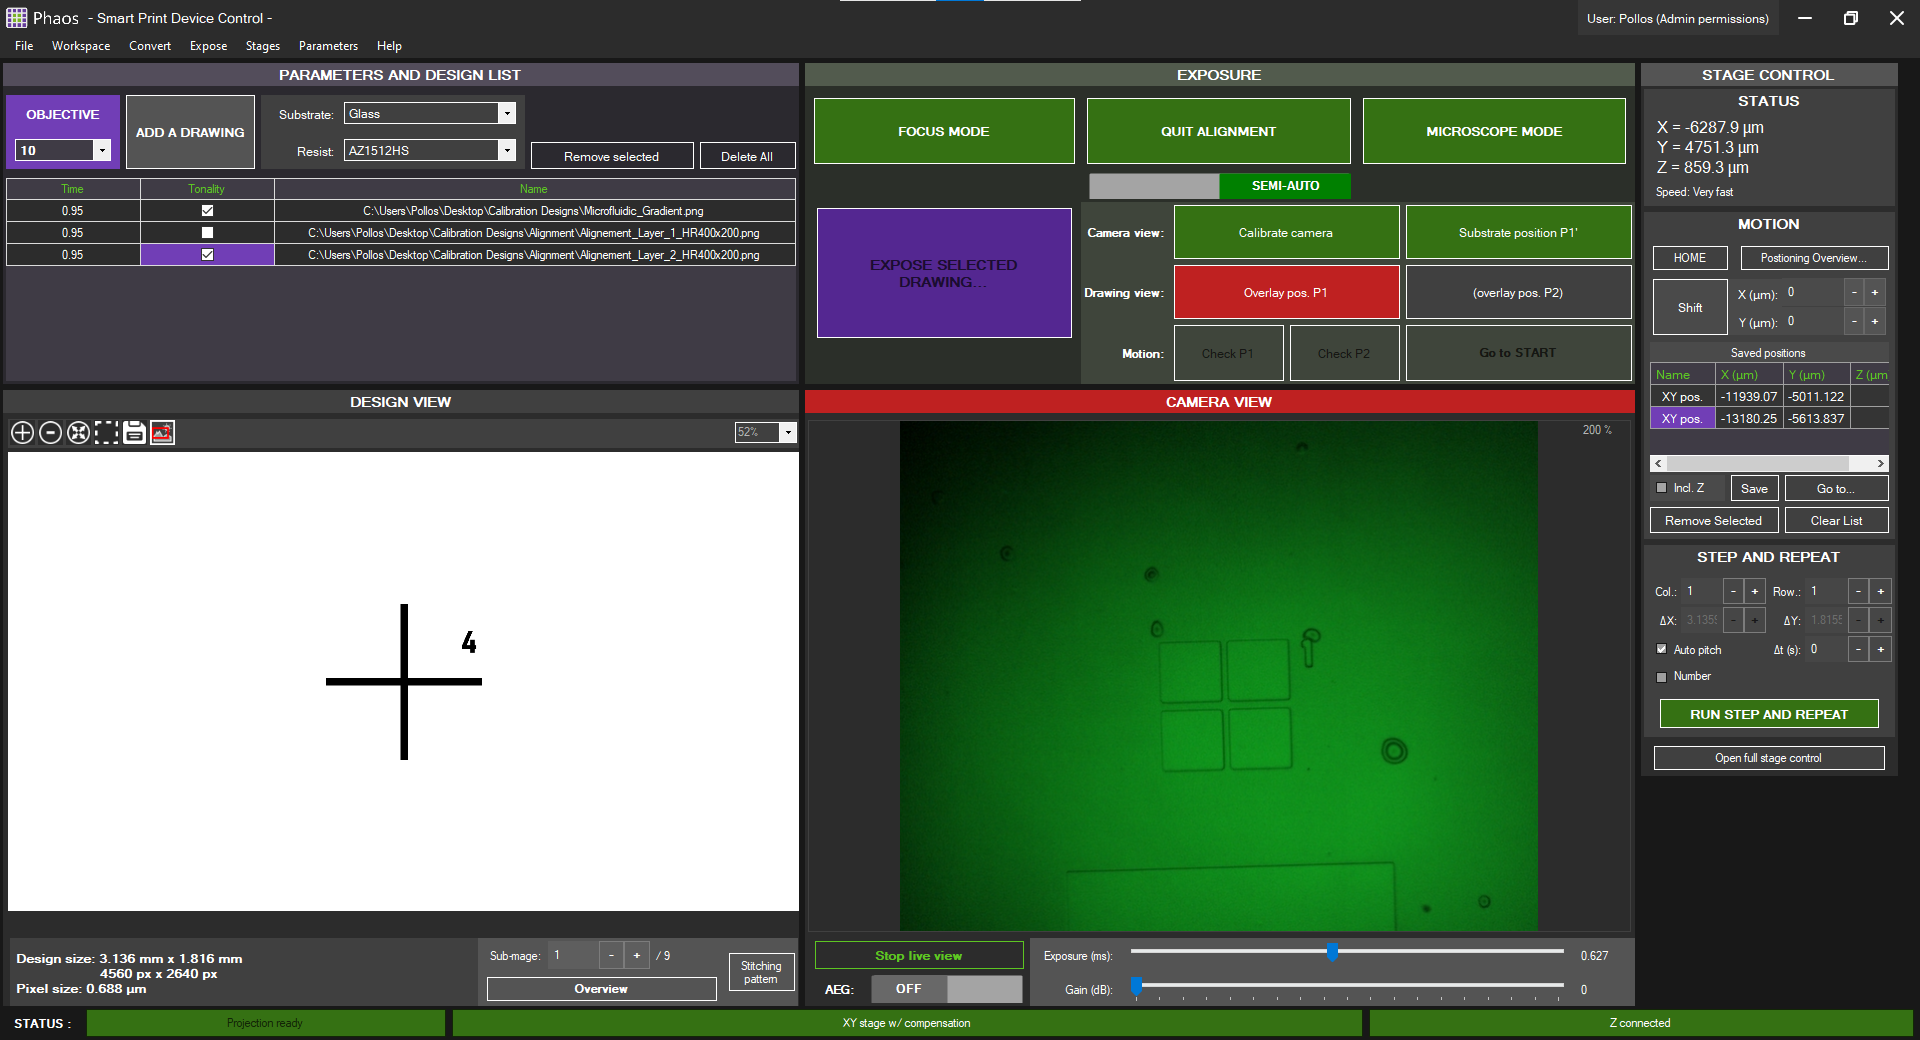 Phaos - Smart Print Device Control -
User: Pollos (Admin permissions)
File Workspace Convert Expose Stages Parameters Help
PARAMETERS AND DESIGN LIST
OBJECTIVE
10
ADD A DRAWING
Substrate: Glass
Resist: AZ1512HS
Remove selected
Delete All
Time Tonality Name
0.95 C:\Users\Pollos\Desktop\Calibration Designs\Microfluidic_Gradient.png
0.95 C:\Users\Pollos\Desktop\Calibration Designs\Alignment\Alignement_Layer_1_HR400x200.png
0.95 C:\Users\Pollos\Desktop\Calibration Designs\Alignment\Alignement_Layer_2_HR400x200.png
EXPOSURE
FOCUS MODE
QUIT ALIGNMENT
MICROSCOPE MODE
SEMI-AUTO
EXPOSE SELECTED
DRAWING...
Camera view: Calibrate camera Substrate position P1'
Drawing view: Overlay pos. P1 (overlay pos. P2)
Motion: Check P1 Check P2 Go to START
STAGE CONTROL
STATUS
X = -6287.9 µm
Y = 4751.3 µm
Z = 859.3 µm
Speed: Very fast
MOTION
HOME
Postioning Overview...
Shift
X (µm): 0 - +
Y (µm): 0 - +
Saved positions
Name X (µm) Y (µm) Z (µm
XY pos. -11939.07 -5011.122
XY pos. -13180.25 -5613.837
Incl. Z Save Go to...
Remove Selected Clear List
STEP AND REPEAT
Col.: 1 - + Row.: 1 - +
ΔX: 3.135 - + ΔY: 1.815 - +
Auto pitch Δt (s): 0 - +
Number
RUN STEP AND REPEAT
Open full stage control
DESIGN VIEW
52%
4
Design size: 3.136 mm x 1.816 mm
4560 px x 2640 px
Pixel size: 0.688 µm
Sub-mage: 1 - + / 9
Overview
Stitching
pattern
CAMERA VIEW
200 %
1
Stop live view
AEG: OFF
Exposure (ms): 0.627
Gain (dB): 0
STATUS :
Projection ready
XY stage w/ compensation
Z connected